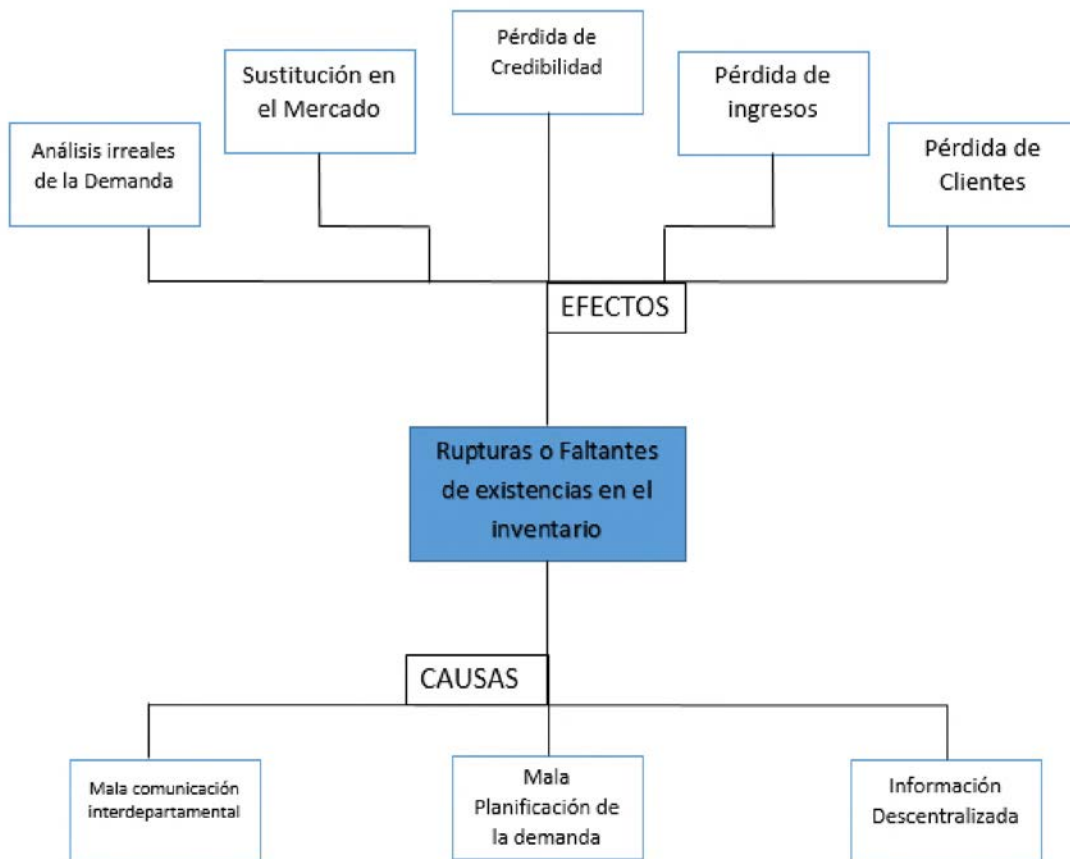 Análisis irreales
de la Demanda
Sustitución en
el Mercado
Pérdida de
Credibilidad
Pérdida de
ingresos
Pérdida de
Clientes
EFECTOS
Rupturas o Faltantes
de existencias en el
inventario
CAUSAS
Mala comunicación
interdepartamental
Mala
Planificación de
la demanda
Información
Descentralizada